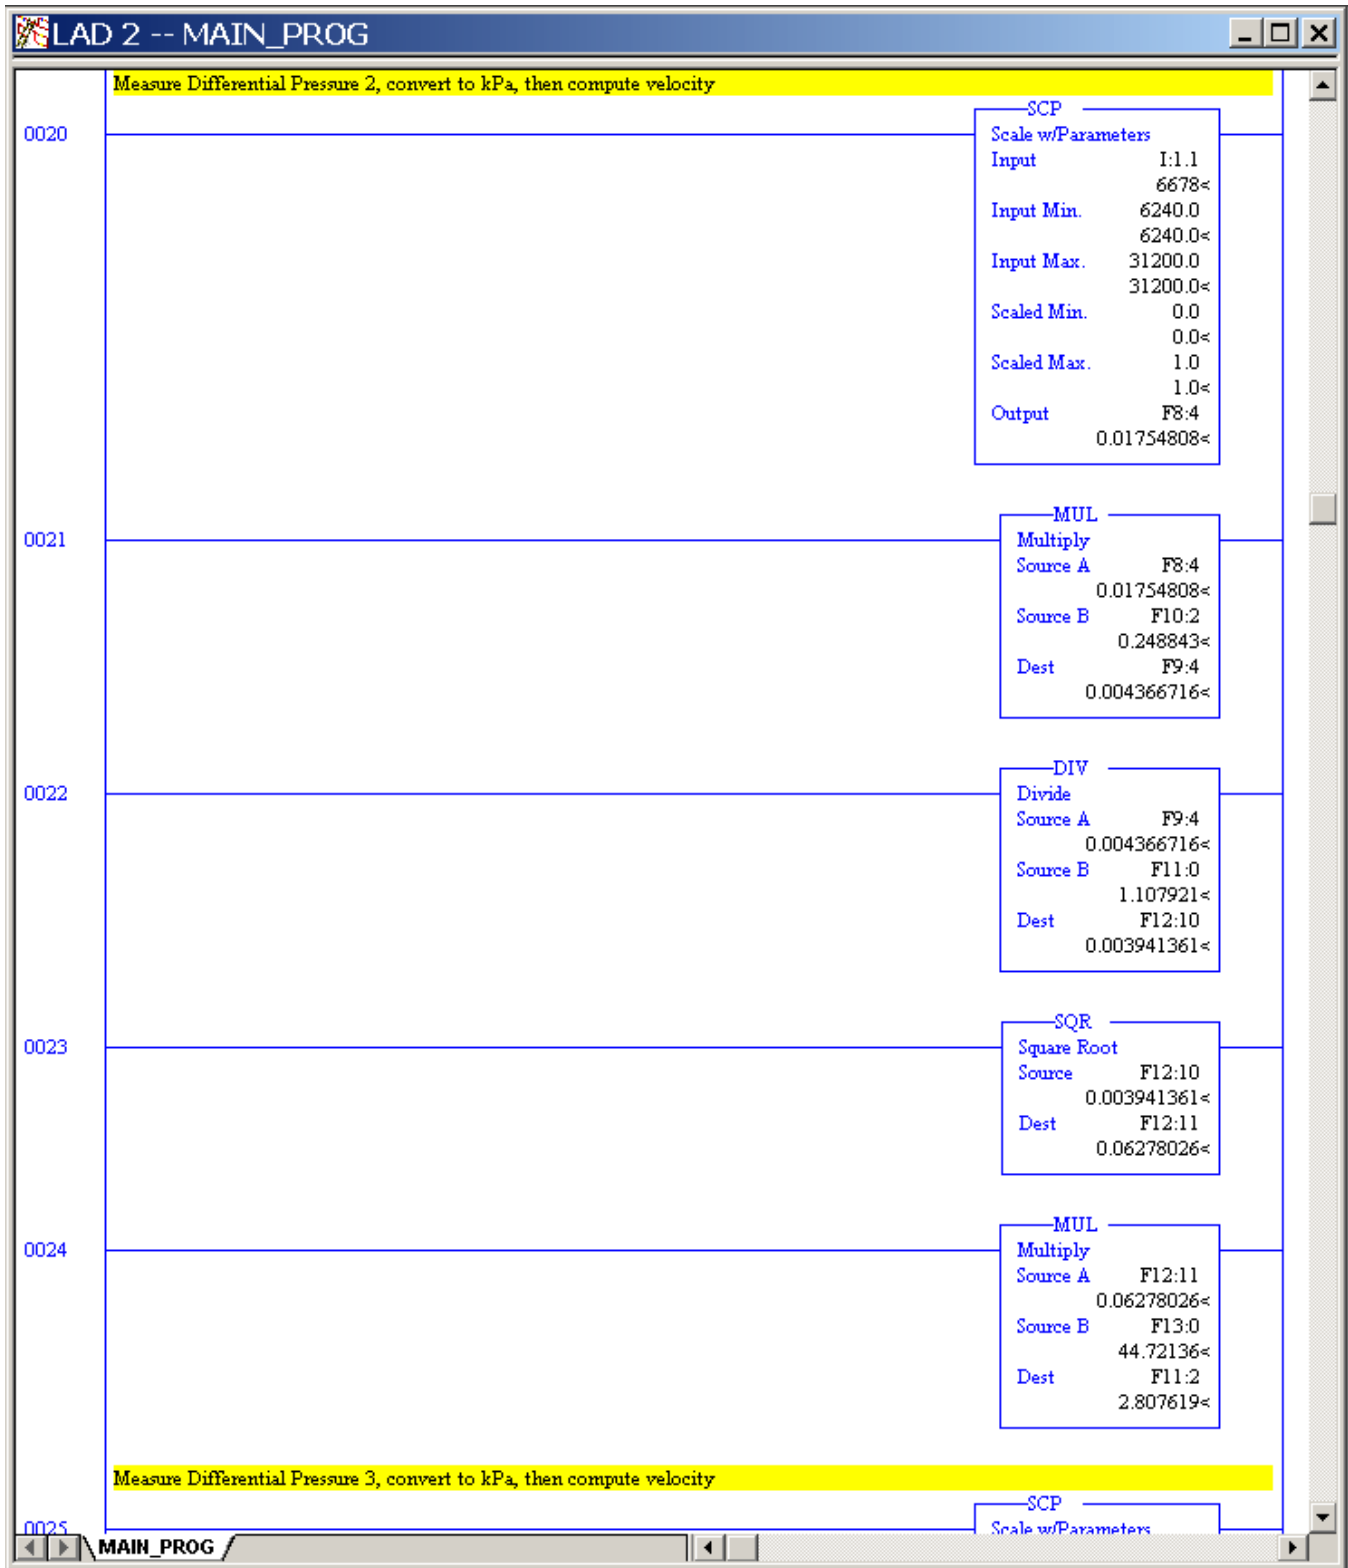 LAD 2 -- MAIN_PROG
Measure Differential Pressure 2, convert to kPa, then compute velocity
0020
SCP
Scale w/Parameters
Input I:1.1
6678<
Input Min. 6240.0
6240.0<
Input Max. 31200.0
31200.0<
Scaled Min. 0.0
0.0<
Scaled Max. 1.0
1.0<
Output F8:4
0.01754808<
0021
MUL
Multiply
Source A F8:4
0.01754808<
Source B F10:2
0.248843<
Dest F9:4
0.004366716<
0022
DIV
Divide
Source A F9:4
0.004366716<
Source B F11:0
1.107921<
Dest F12:10
0.003941361<
0023
SQR
Square Root
Source F12:10
0.003941361<
Dest F12:11
0.06278026<
0024
MUL
Multiply
Source A F12:11
0.06278026<
Source B F13:0
44.72136<
Dest F11:2
2.807619<
Measure Differential Pressure 3, convert to kPa, then compute velocity
SCP
0025
Scale w/Parameters
MAIN_PROG